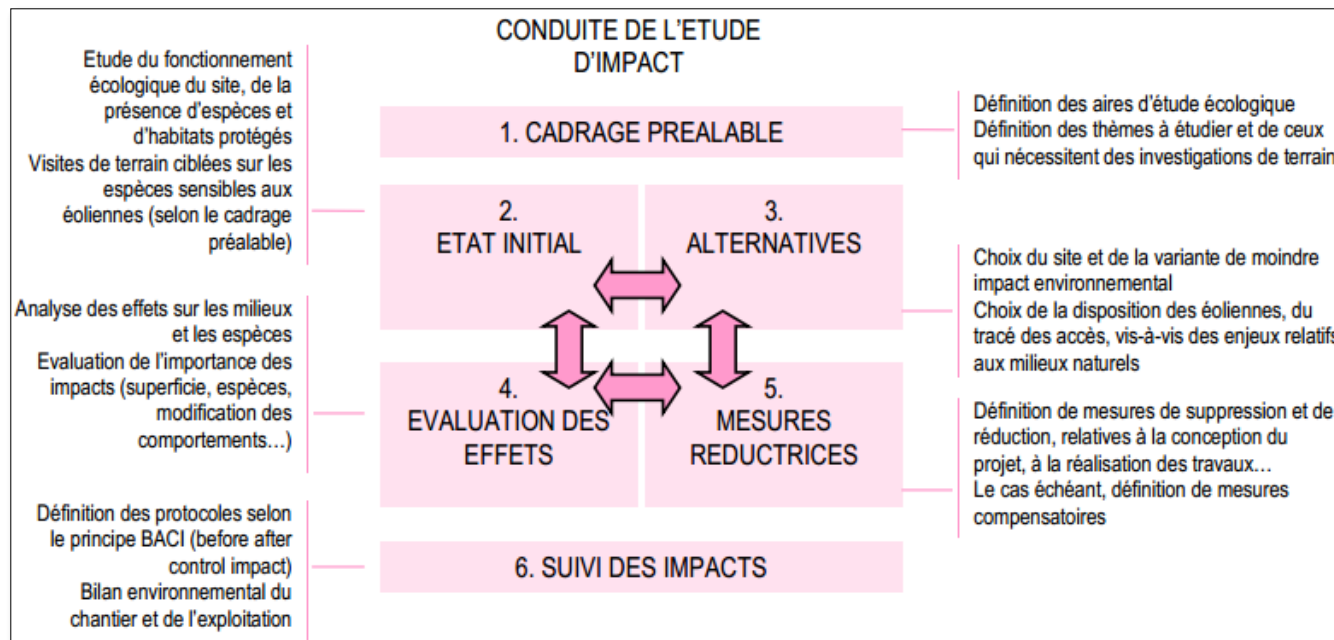 CONDUITE DE L'ETUDE
D'IMPACT
Etude du fonctionnement
écologique du site, de la
présence d'espèces et
d'habitats protégés
Visites de terrain ciblées sur les
espèces sensibles aux
éoliennes (selon le cadrage
préalable)
1. CADRAGE PREALABLE
Définition des aires d'étude écologique
Définition des thèmes à étudier et de ceux
qui nécessitent des investigations de terrain
2.
ETAT INITIAL
3.
ALTERNATIVES
Choix du site et de la variante de moindre
impact environnemental
Choix de la disposition des éoliennes, du
tracé des accès, vis-à-vis des enjeux relatifs
aux milieux naturels
Analyse des effets sur les milieux
et les espèces
Evaluation de l'importance des
impacts (superficie, espèces,
modification des
comportements…)
4.
EVALUATION DES
EFFETS
5.
MESURES
REDUCTRICES
Définition de mesures de suppression et de
réduction, relatives à la conception du
projet, à la réalisation des travaux…
Le cas échéant, définition de mesures
compensatoires
Définition des protocoles selon
le principe BACI (before after
control impact)
Bilan environnemental du
chantier et de l'exploitation
6. SUIVI DES IMPACTS